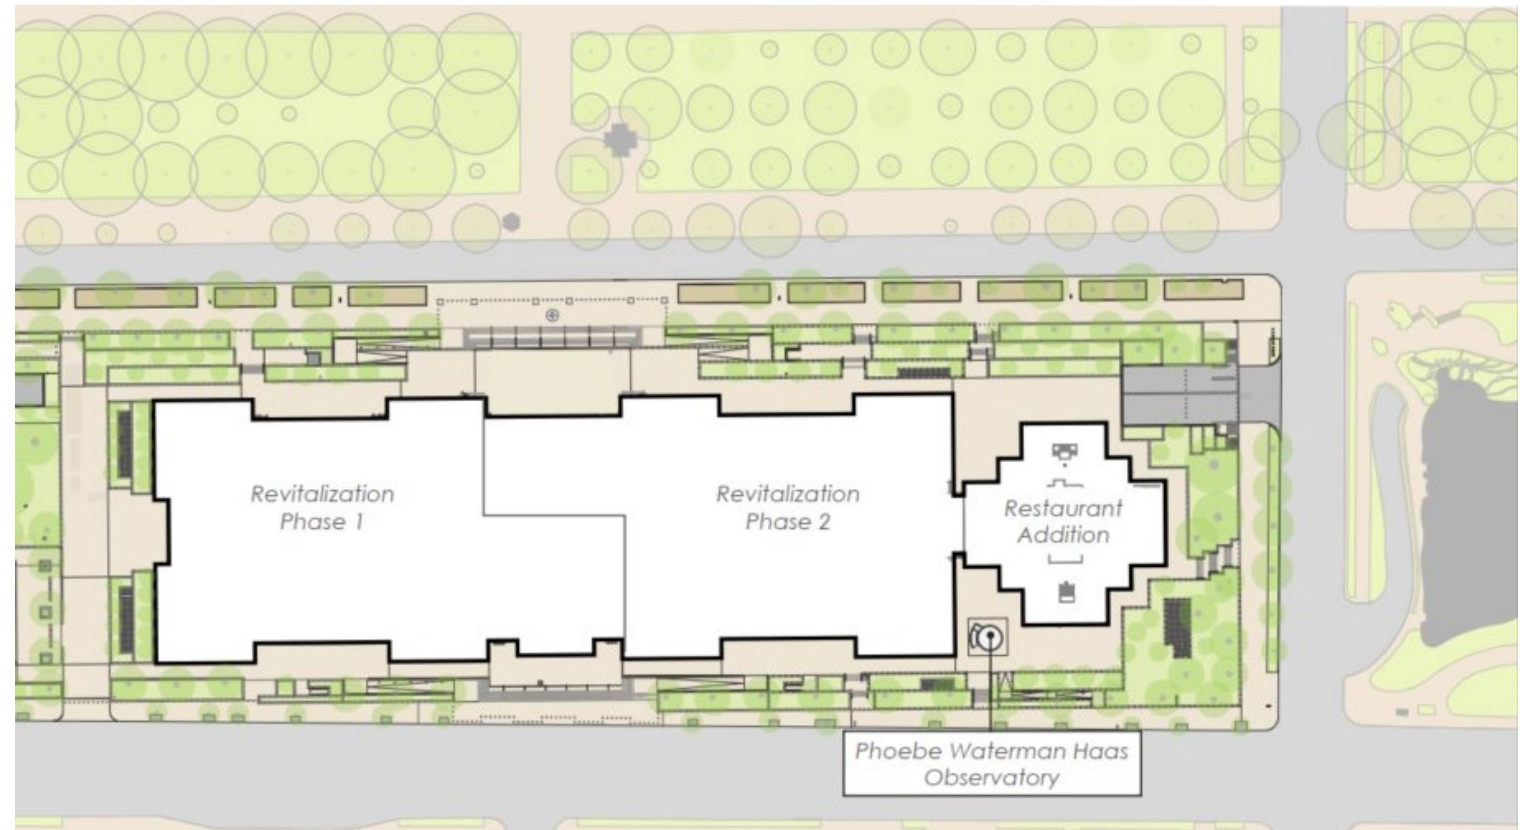 Revitalization
Phase 1
Revitalization
Phase 2
Restaurant
Addition
Phoebe Waterman Haas
Observatory